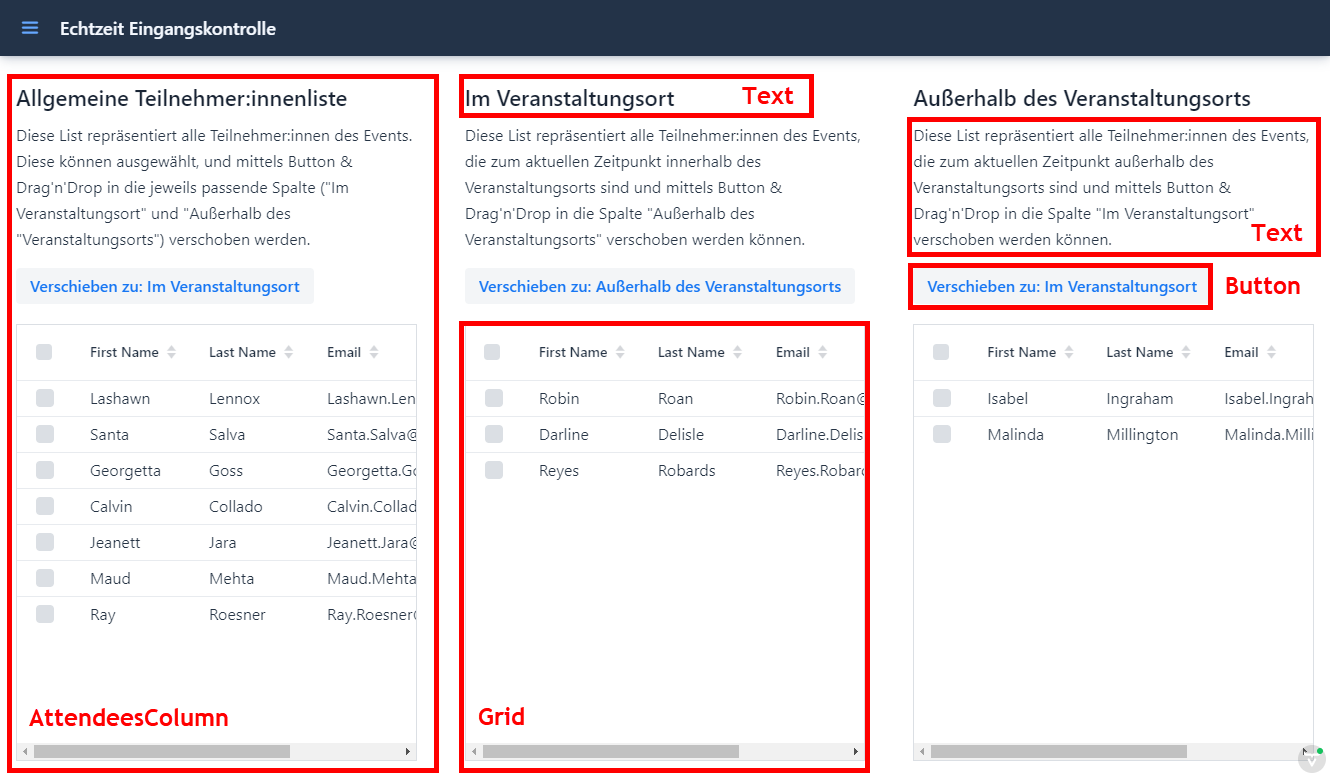 Echtzeit Eingangskontrolle
Allgemeine Teilnehmer:innenliste
Diese List repräsentiert alle Teilnehmer:innen des Events.
Diese können ausgewählt, und mittels Button &
Drag'n'Drop in die jeweils passende Spalte ("Im
Veranstaltungsort" und "Außerhalb des
"Veranstaltungsorts") verschoben werden.
Verschieben zu: Im Veranstaltungsort
First Name Last Name Email
Lashawn Lennox Lashawn.Len
Santa Salva Santa.Salva@
Georgetta Goss Georgetta.Go
Calvin Collado Calvin.Collad
Jeanett Jara Jeanett.Jara@
Maud Mehta Maud.Mehta
Ray Roesner Ray.Roesner@
AttendeesColumn
Im Veranstaltungsort Text
Diese List repräsentiert alle Teilnehmer:innen des Events,
die zum aktuellen Zeitpunkt innerhalb des
Veranstaltungsorts sind und mittels Button &
Drag'n'Drop in die Spalte "Außerhalb des
Veranstaltungsorts" verschoben werden können.
Verschieben zu: Außerhalb des Veranstaltungsorts
First Name Last Name Email
Robin Roan Robin.Roan@
Darline Delisle Darline.Delis
Reyes Robards Reyes.Robard
Grid
Außerhalb des Veranstaltungsorts
Diese List repräsentiert alle Teilnehmer:innen des Events,
die zum aktuellen Zeitpunkt außerhalb des
Veranstaltungsorts sind und mittels Button &
Drag'n'Drop in die Spalte "Im Veranstaltungsort"
verschoben werden können.
Text
Verschieben zu: Im Veranstaltungsort Button
First Name Last Name Email
Isabel Ingraham Isabel.Ingrah
Malinda Millington Malinda.Milli